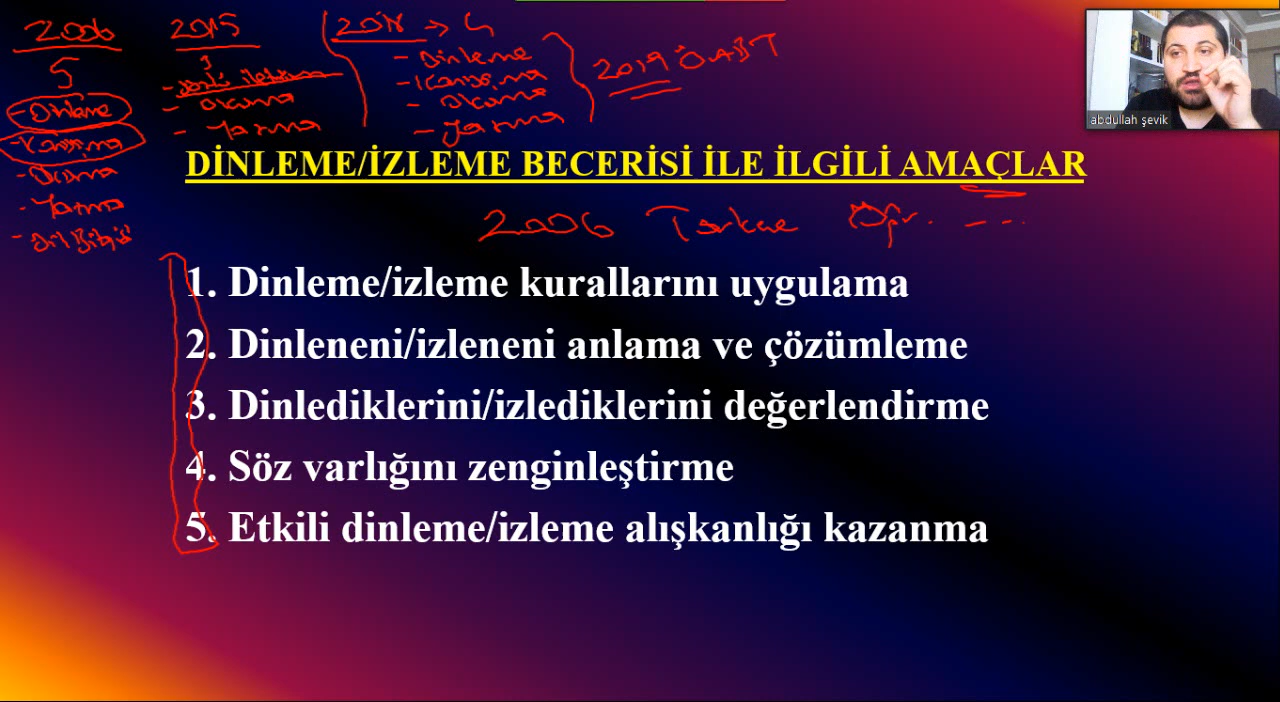 2006
5
- Dinleme
- Konuşma
- Okuma
- Yazma
- Dil Bilgisi
2015
3
- Sözlü iletişim
- Okuma
- Yazma
2018 → 4
- Dinleme
- Konuşma
- Okuma
- Yazma
2019 ÖABT
abdullah şevik
DİNLEME/İZLEME BECERİSİ İLE İLGİLİ AMAÇLAR
2006 Türkçe Öğr. ---
1. Dinleme/izleme kurallarını uygulama
2. Dinleneni/izleneni anlama ve çözümleme
3. Dinlediklerini/izlediklerini değerlendirme
4. Söz varlığını zenginleştirme
5. Etkili dinleme/izleme alışkanlığı kazanma